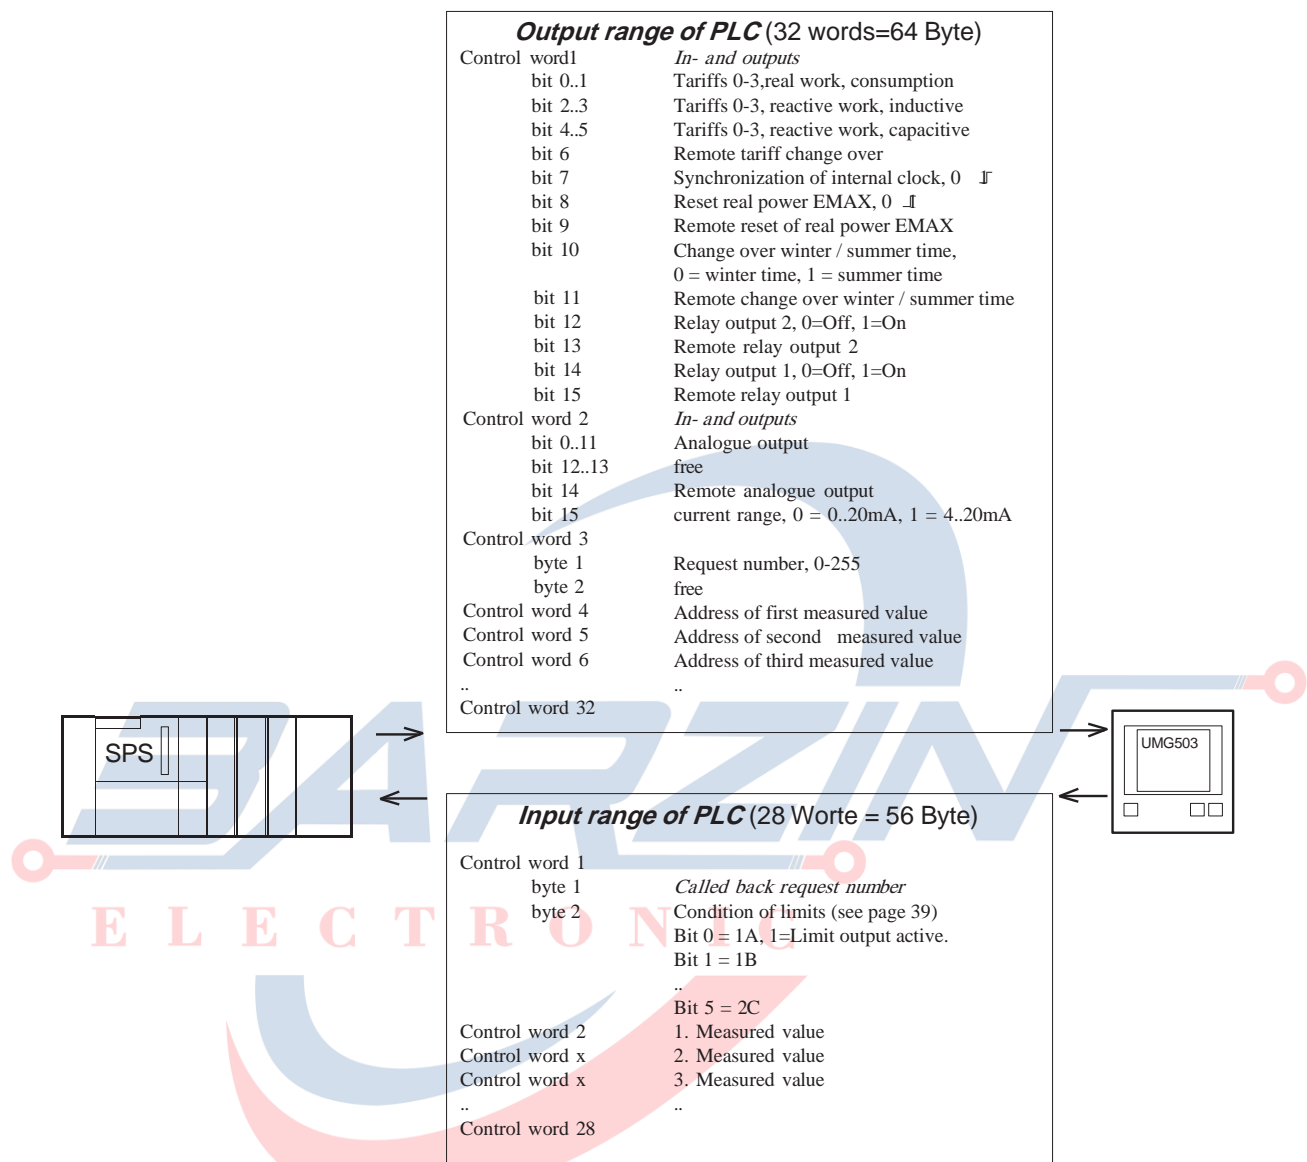 Output range of PLC (32 words=64 Byte)
Control word1 In- and outputs
bit 0..1 Tariffs 0-3,real work, consumption
bit 2..3 Tariffs 0-3, reactive work, inductive
bit 4..5 Tariffs 0-3, reactive work, capacitive
bit 6 Remote tariff change over
bit 7 Synchronization of internal clock, 0
bit 8 Reset real power EMAX, 0
bit 9 Remote reset of real power EMAX
bit 10 Change over winter / summer time,
0 = winter time, 1 = summer time
bit 11 Remote change over winter / summer time
bit 12 Relay output 2, 0=Off, 1=On
bit 13 Remote relay output 2
bit 14 Relay output 1, 0=Off, 1=On
bit 15 Remote relay output 1
Control word 2 In- and outputs
bit 0..11 Analogue output
bit 12..13 free
bit 14 Remote analogue output
bit 15 current range, 0 = 0..20mA, 1 = 4..20mA
Control word 3
byte 1 Request number, 0-255
byte 2 free
Control word 4 Address of first measured value
Control word 5 Address of second measured value
Control word 6 Address of third measured value
.. ..
Control word 32
SPS
UMG503
BARZIN
ELECTRONIC
Input range of PLC (28 Worte = 56 Byte)
Control word 1
byte 1 Called back request number
byte 2 Condition of limits (see page 39)
Bit 0 = 1A, 1=Limit output active.
Bit 1 = 1B
..
Bit 5 = 2C
Control word 2 1. Measured value
Control word x 2. Measured value
Control word x 3. Measured value
.. ..
Control word 28